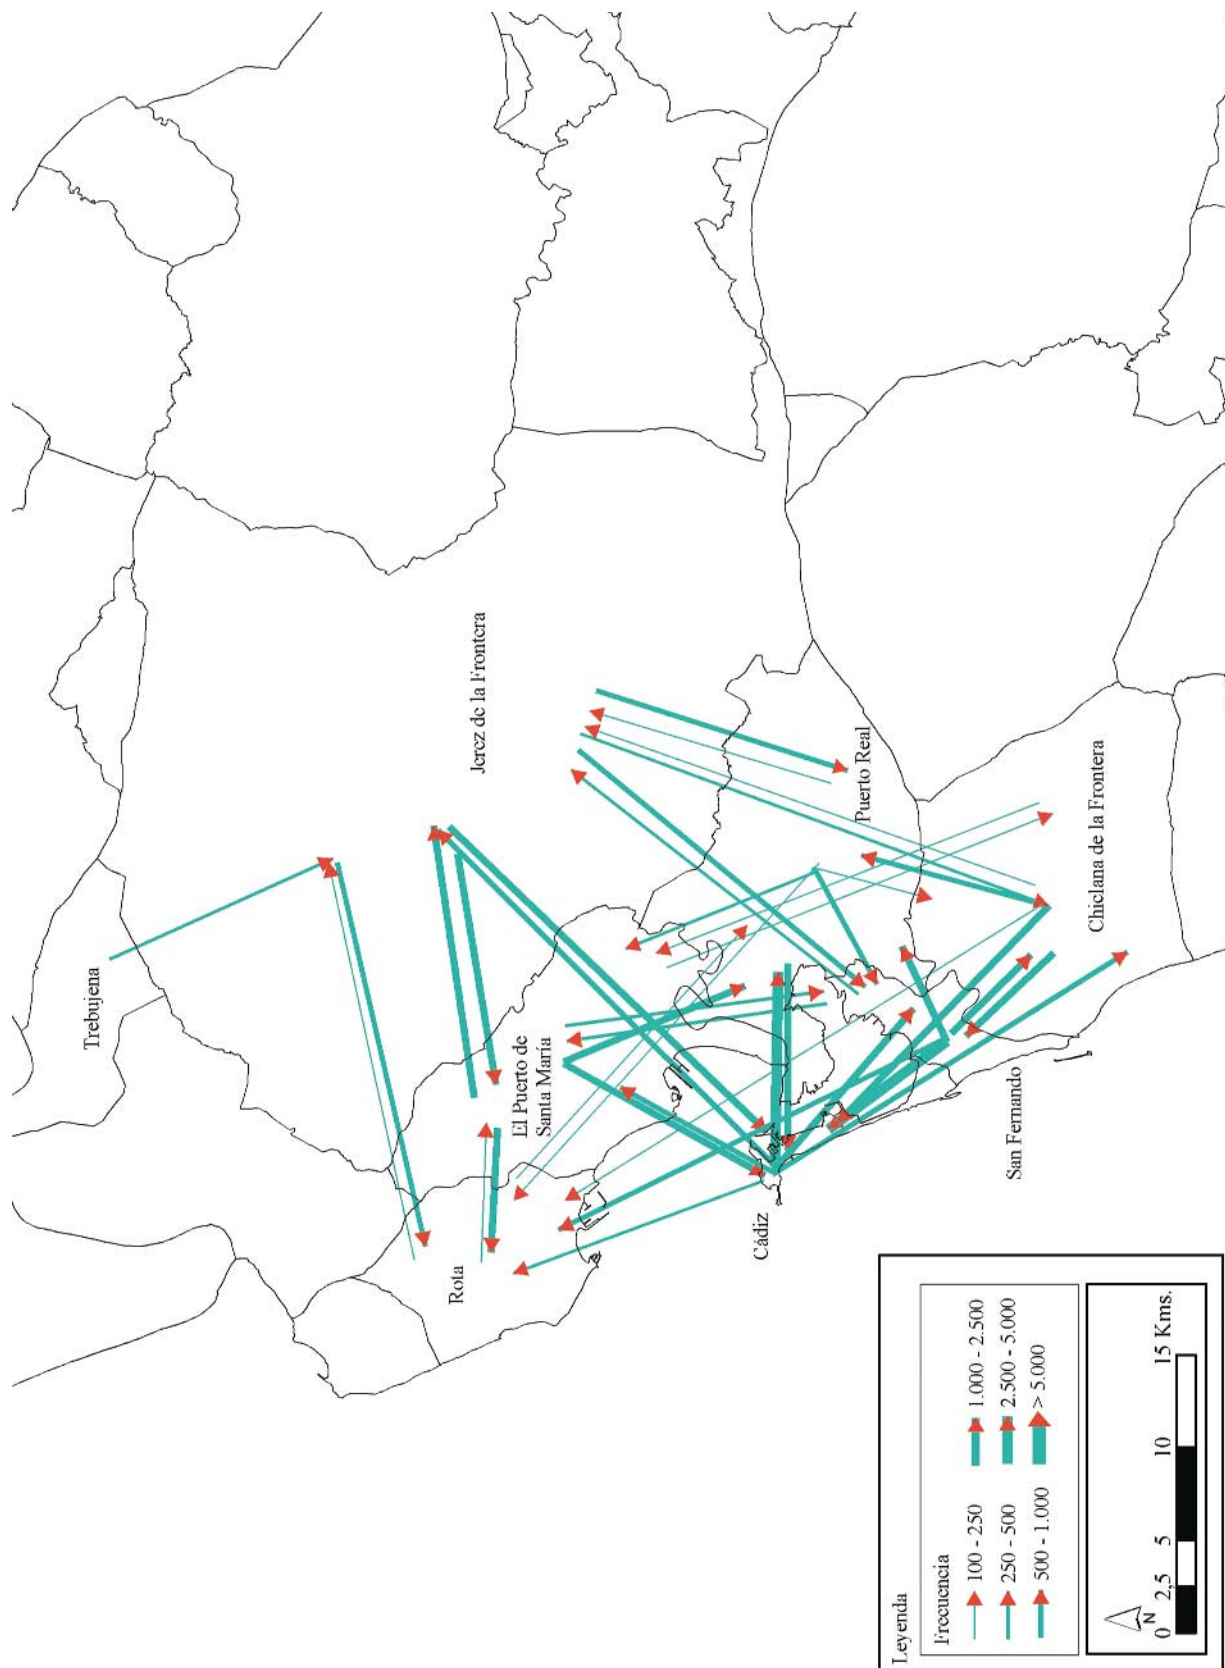 Trebujena
Jerez de la Frontera
El Puerto de
Santa María
Rota
Cádiz
Puerto Real
San Fernando
Chiclana de la Frontera
Leyenda
Frecuencia
100 - 250
1.000 - 2.500
250 - 500
2.500 - 5.000
500 - 1.000
> 5.000
N
0 2,5 5 10 15 Kms.